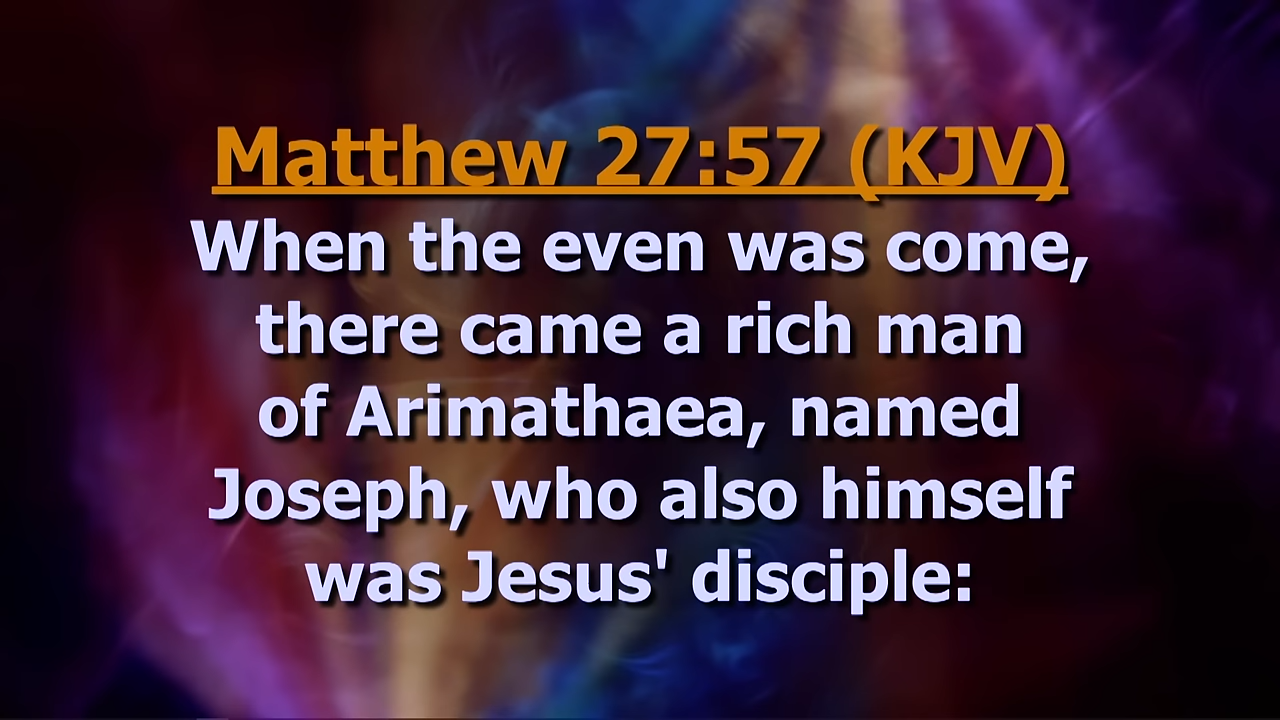 Matthew 27:57 (KJV)
When the even was come,
there came a rich man
of Arimathaea, named
Joseph, who also himself
was Jesus' disciple: